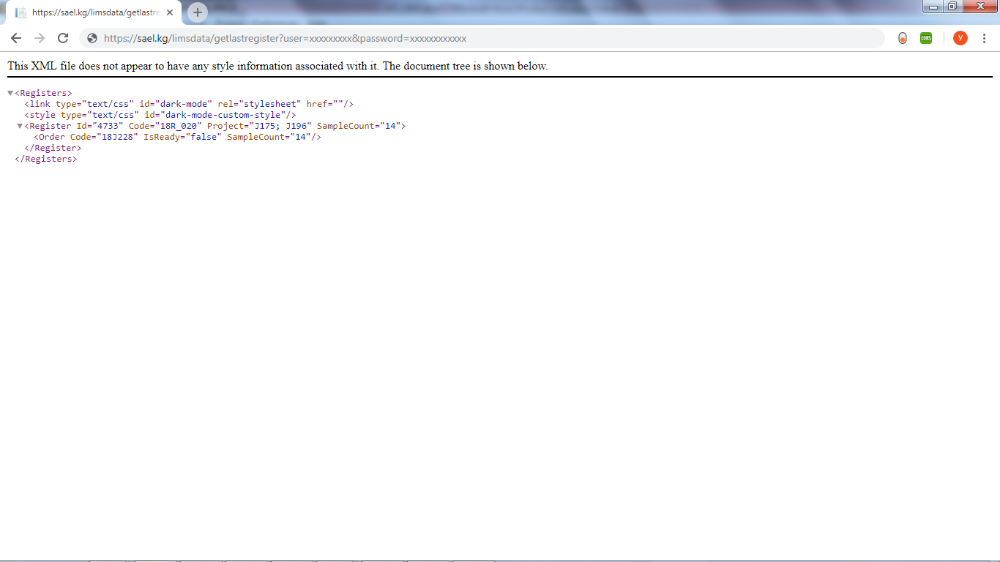 https://sael.kg/limsdata/getlastre
https://sael.kg/limsdata/getlastregister?user=xxxxxxxxx&password=xxxxxxxxxxxx
CORS
y
This XML file does not appear to have any style information associated with it. The document tree is shown below.
<Registers>
<link type="text/css" id="dark-mode" rel="stylesheet" href=""/>
<style type="text/css" id="dark-mode-custom-style"/>
<Register Id="4733" Code="18R_020" Project="J175; J196" SampleCount="14">
<Order Code="18J228" IsReady="false" SampleCount="14"/>
</Register>
</Registers>